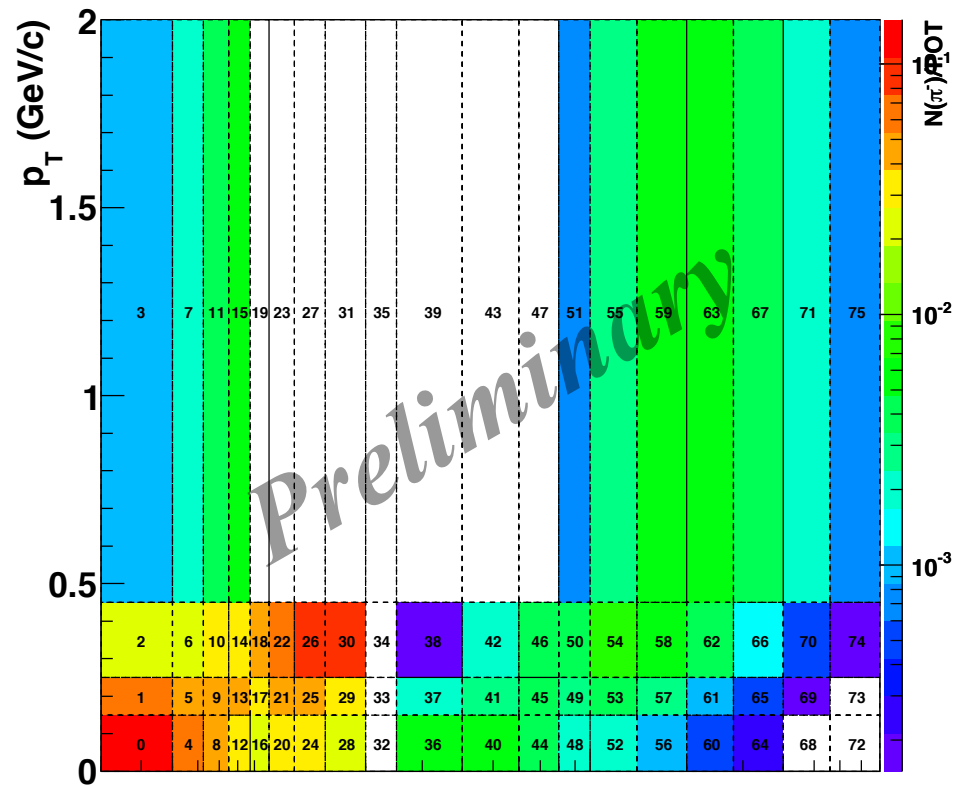 2
p_T (GeV/c)
N(π⁻)/POT
10⁻¹
1.5
3 7 11 15 19 23 27 31 35 39 43 47 51 55 59 63 67 71 75
10⁻²
1
Preliminary
0.5
10⁻³
2 6 10 14 18 22 26 30 34 38 42 46 50 54 58 62 66 70 74
1 5 9 13 17 21 25 29 33 37 41 45 49 53 57 61 65 69 73
0 4 8 12 16 20 24 28 32 36 40 44 48 52 56 60 64 68 72
0